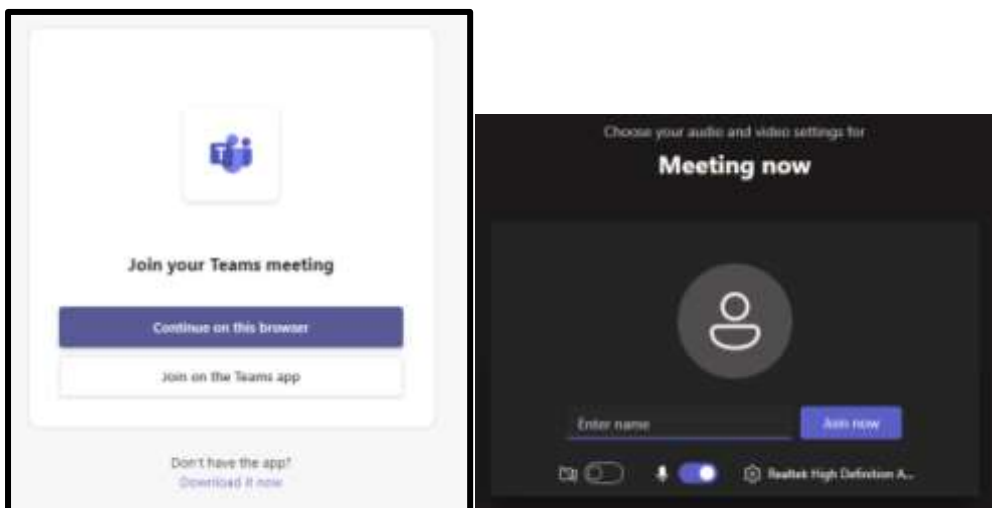 Join your Teams meeting
Continue on this browser
Join on the Teams app
Don't have the app?
Download it now
Choose your audio and video settings for
Meeting now
Enter name
Join now
Realtek High Definition A...